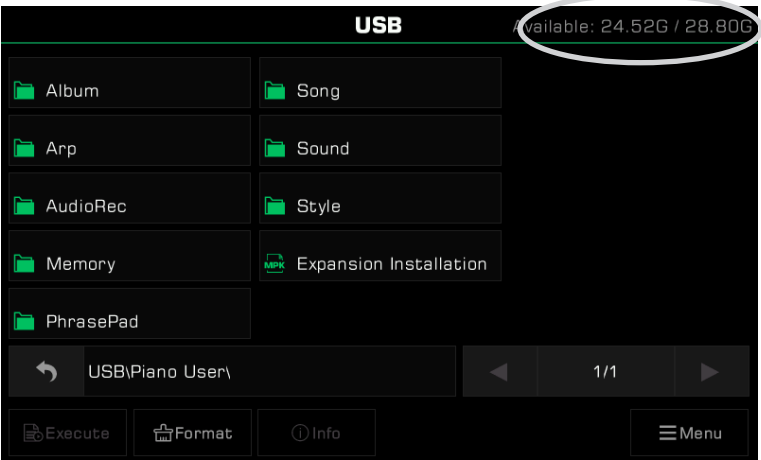 USB
Available: 24.52G / 28.80G
Album
Song
Arp
Sound
AudioRec
Style
Memory
MPK
Expansion Installation
PhrasePad
USB\Piano User\
1/1
Execute
Format
Info
Menu